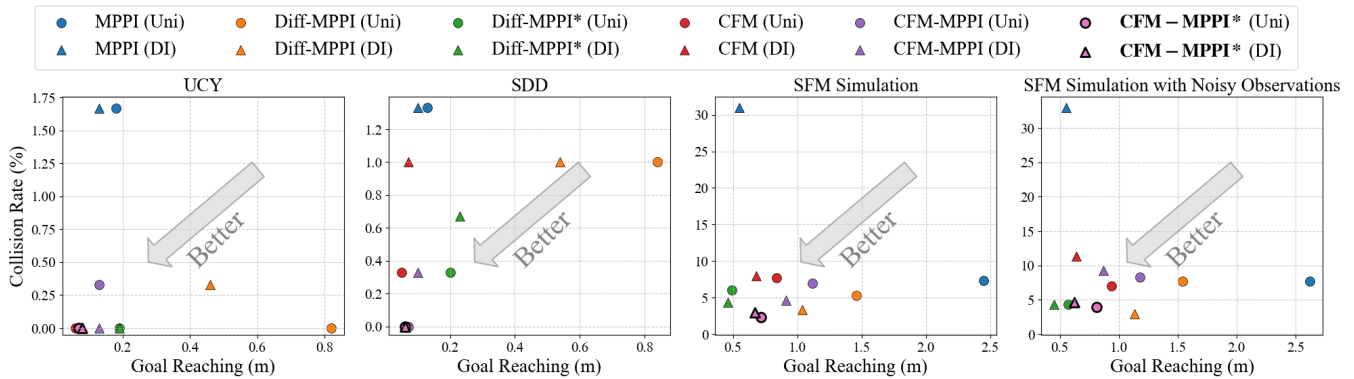 MPPI (Uni) Diff-MPPI (Uni) Diff-MPPI* (Uni) CFM (Uni) CFM-MPPI (Uni) CFM − MPPI* (Uni)
MPPI (DI) Diff-MPPI (DI) Diff-MPPI* (DI) CFM (DI) CFM-MPPI (DI) CFM − MPPI* (DI)
UCY
Collision Rate (%)
1.75
1.50
1.25
1.00
0.75
0.50
0.25
0.00
Better
0.2 0.4 0.6 0.8
Goal Reaching (m)
SDD
1.2
1.0
0.8
0.6
0.4
0.2
0.0
Better
0.2 0.4 0.6 0.8
Goal Reaching (m)
SFM Simulation
30
25
20
15
10
5
0
Better
0.5 1.0 1.5 2.0 2.5
Goal Reaching (m)
SFM Simulation with Noisy Observations
30
25
20
15
10
5
0
Better
0.5 1.0 1.5 2.0 2.5
Goal Reaching (m)